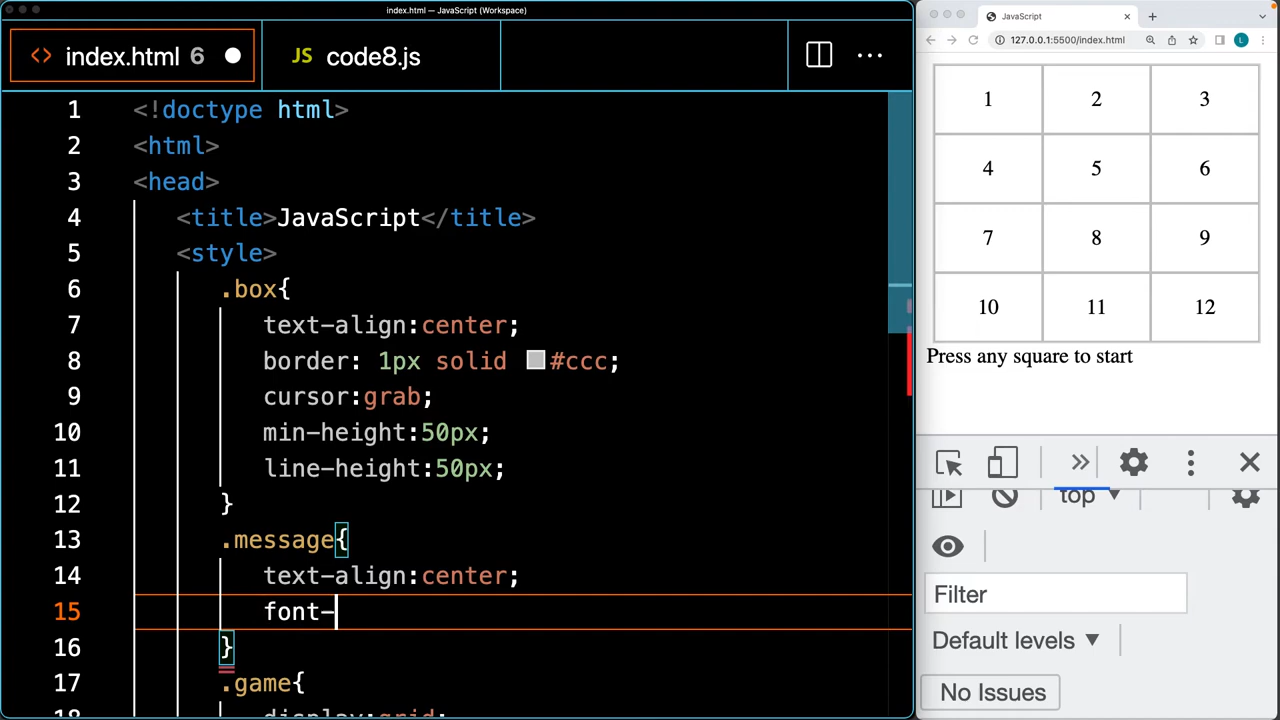 index.html — JavaScript (Workspace)
<> index.html 6
JS code8.js
1 <!doctype html>
2 <html>
3 <head>
4 <title>JavaScript</title>
5 <style>
6 .box{
7 text-align:center;
8 border: 1px solid #ccc;
9 cursor:grab;
10 min-height:50px;
11 line-height:50px;
12 }
13 .message{
14 text-align:center;
15 font-
16 }
17 .game{
18 display:grid;
JavaScript
127.0.0.1:5500/index.html
L
1 2 3
4 5 6
7 8 9
10 11 12
Press any square to start
top
Filter
Default levels
No Issues